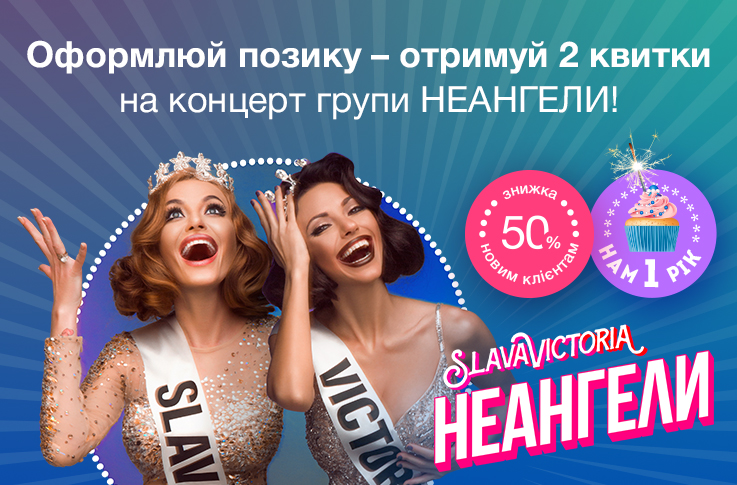 Оформлюй позику – отримуй 2 квитки
на концерт групи НЕАНГЕЛИ!
знижка
50%
новим клієнтам
НАМ 1 РІК
SLAV
VICTOR
SLAVAVICTORIA
НЕАНГЕЛИ